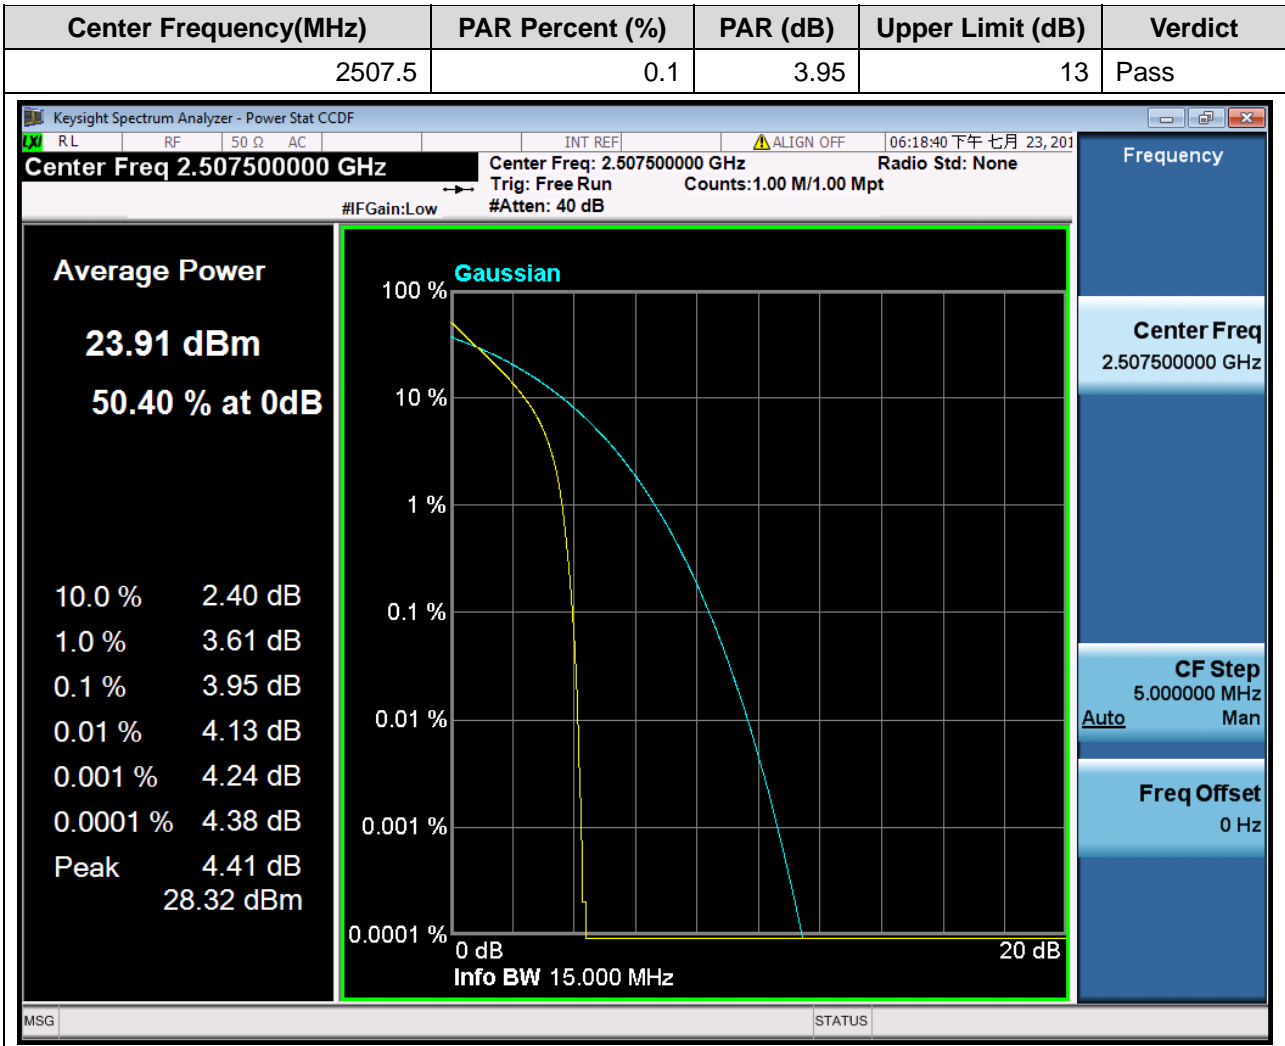 Center Frequency(MHz) PAR Percent (%) PAR (dB) Upper Limit (dB) Verdict
2507.5 0.1 3.95 13 Pass
Keysight Spectrum Analyzer - Power Stat CCDF
LXI RL RF 50 Ω AC INT REF ALIGN OFF 06:18:40 下午 七月 23, 201
Center Freq 2.507500000 GHz
Center Freq: 2.507500000 GHz Radio Std: None
Trig: Free Run Counts:1.00 M/1.00 Mpt
#IFGain:Low #Atten: 40 dB
Average Power
23.91 dBm
50.40 % at 0dB
10.0 % 2.40 dB
1.0 % 3.61 dB
0.1 % 3.95 dB
0.01 % 4.13 dB
0.001 % 4.24 dB
0.0001 % 4.38 dB
Peak 4.41 dB
28.32 dBm
Gaussian
100 %
10 %
1 %
0.1 %
0.01 %
0.001 %
0.0001 %
0 dB 20 dB
Info BW 15.000 MHz
Frequency
Center Freq
2.507500000 GHz
CF Step
5.000000 MHz
Auto Man
Freq Offset
0 Hz
MSG STATUS